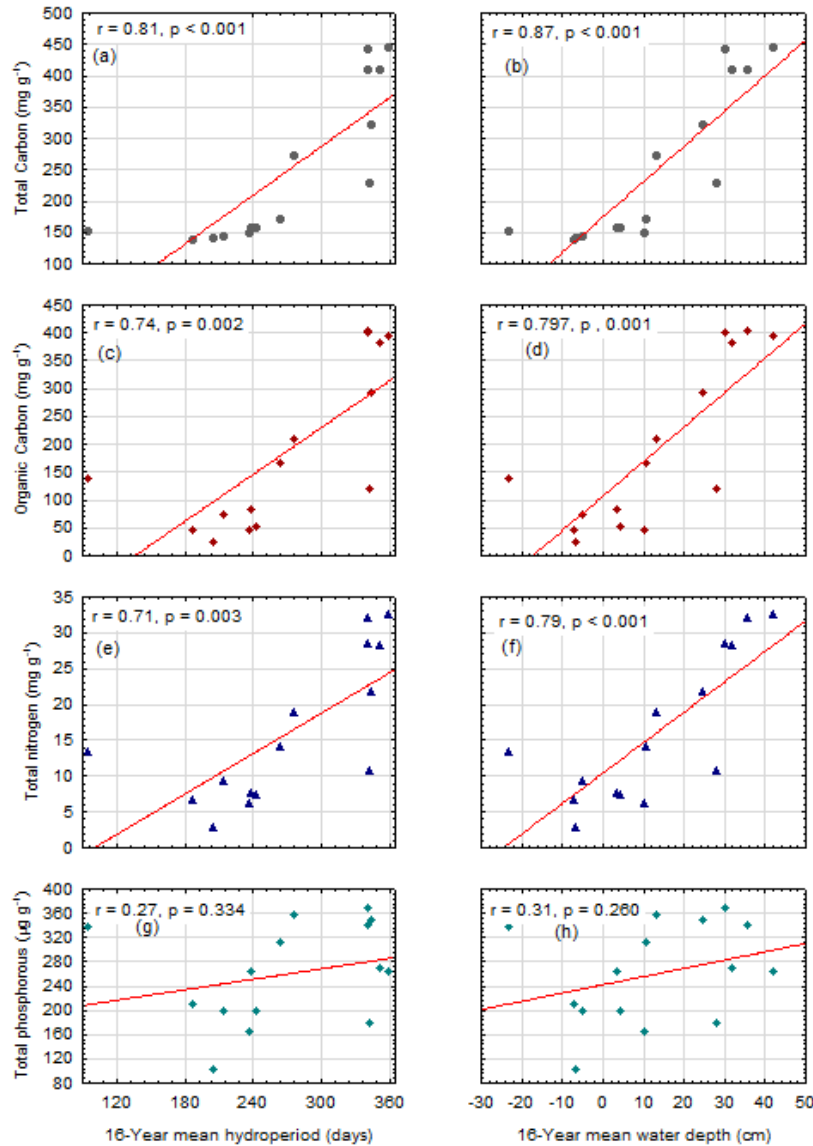 500
450
400
350
300
250
200
150
100
Total Carbon (mg g⁻¹)
r = 0.81, p < 0.001
(a)
r = 0.87, p < 0.001
(b)
450
400
350
300
250
200
150
100
50
0
Organic Carbon (mg g⁻¹)
r = 0.74, p = 0.002
(c)
r = 0.797, p , 0.001
(d)
35
30
25
20
15
10
5
0
Total nitrogen (mg g⁻¹)
r = 0.71, p = 0.003
(e)
r = 0.79, p < 0.001
(f)
400
360
320
280
240
200
160
120
80
Total phosphorous (µg g⁻¹)
r = 0.27, p = 0.334
(g)
r = 0.31, p = 0.260
(h)
120 180 240 300 360
-30 -20 -10 0 10 20 30 40 50
16-Year mean hydroperiod (days)
16-Year mean water depth (cm)